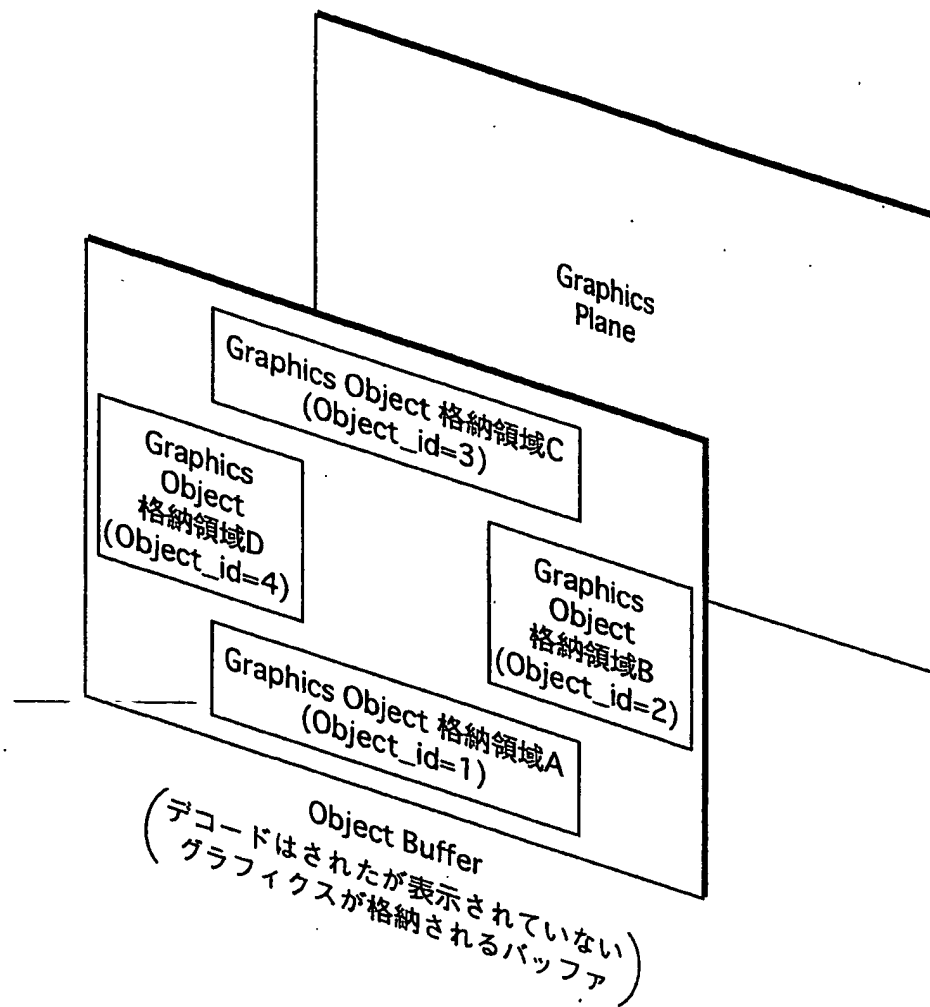 Graphics
Plane
Graphics Object 格納領域C
(Object_id=3)
Graphics
Object
格納領域D
(Object_id=4)
Graphics
Object
格納領域B
(Object_id=2)
Graphics Object 格納領域A
(Object_id=1)
Object Buffer
(デコードはされたが表示されていない
グラフィクスが格納されるバッファ)